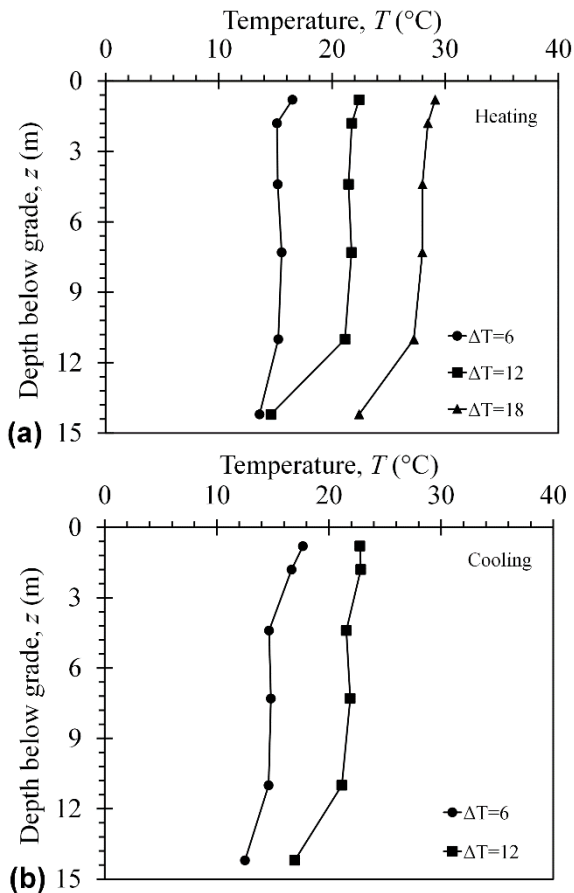 Temperature, T (°C)
0 10 20 30 40
0
3
6
9
12
15
Depth below grade, z (m)
Heating
ΔT=6
ΔT=12
ΔT=18
(a)
Temperature, T (°C)
0 10 20 30 40
0
3
6
9
12
15
Depth below grade, z (m)
Cooling
ΔT=6
ΔT=12
(b)